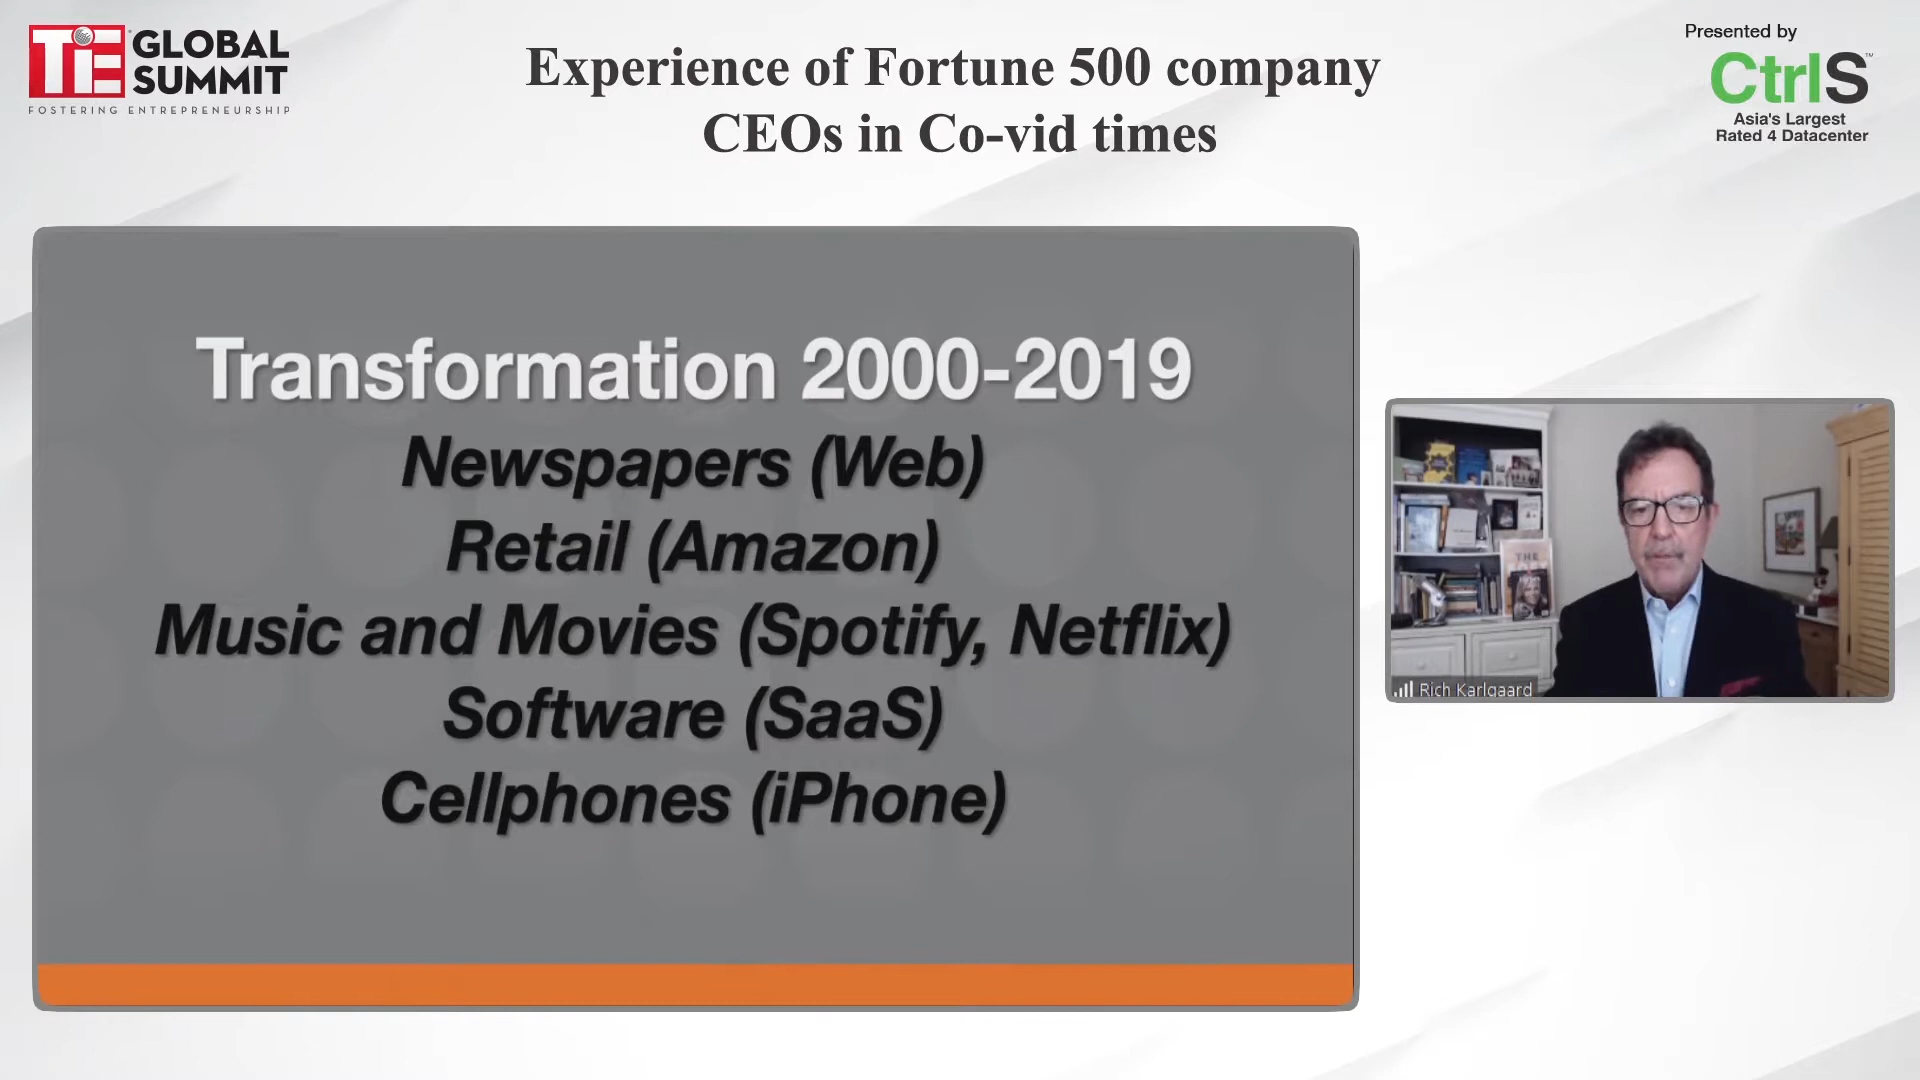 TiE GLOBAL
SUMMIT
FOSTERING ENTREPRENEURSHIP
Experience of Fortune 500 company
CEOs in Co-vid times
Presented by
CtrlS™
Asia's Largest
Rated 4 Datacenter
Transformation 2000-2019
Newspapers (Web)
Retail (Amazon)
Music and Movies (Spotify, Netflix)
Software (SaaS)
Cellphones (iPhone)
THE
Rich Karlgaard